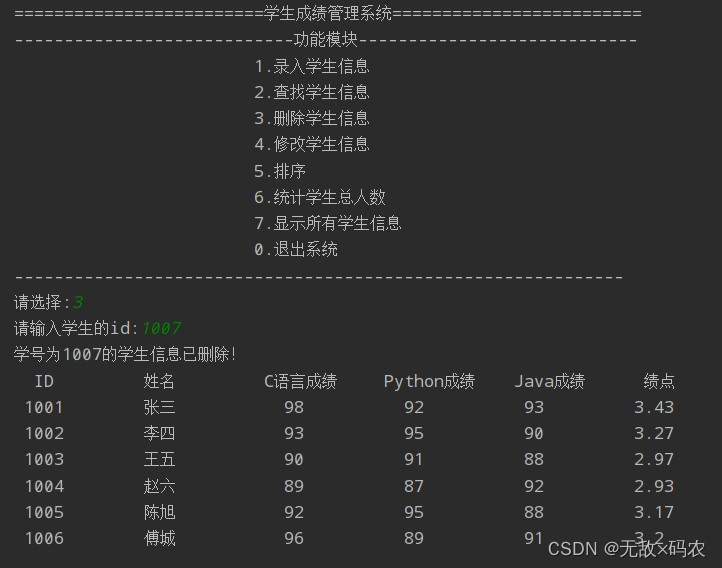 =========================学生成绩管理系统=========================
----------------------------功能模块----------------------------
1.录入学生信息
2.查找学生信息
3.删除学生信息
4.修改学生信息
5.排序
6.统计学生总人数
7.显示所有学生信息
0.退出系统
-------------------------------------------------------------
请选择:3
请输入学生的id:1007
学号为1007的学生信息已删除!
ID 姓名 C语言成绩 Python成绩 Java成绩 绩点
1001 张三 98 92 93 3.43
1002 李四 93 95 90 3.27
1003 王五 90 91 88 2.97
1004 赵六 89 87 92 2.93
1005 陈旭 92 95 88 3.17
1006 傅城 96 89 91 3.2
CSDN @无敌×码农